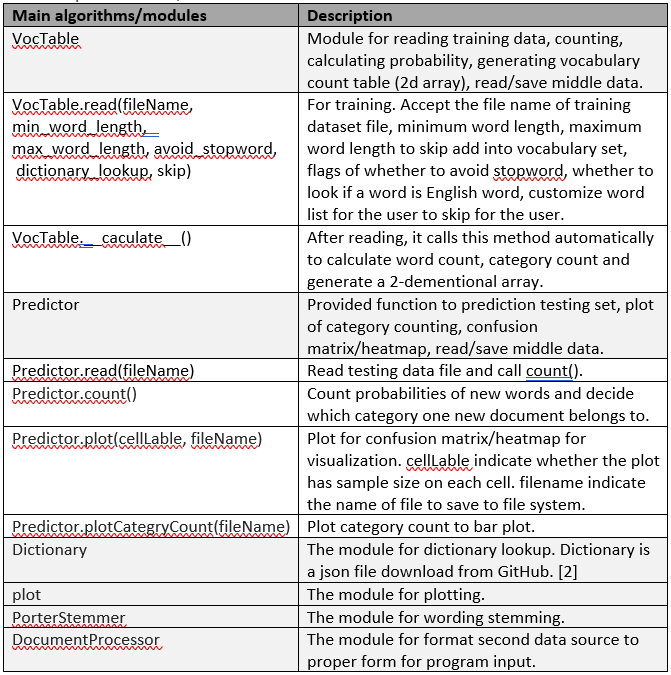 Main algorithms/modules Description
VocTable Module for reading training data, counting,
calculating probability, generating vocabulary
count table (2d array), read/save middle data.
VocTable.read(fileName, For training. Accept the file name of training
min_word_length, dataset file, minimum word length, maximum
max_word_length, avoid_stopword, word length to skip add into vocabulary set,
dictionary_lookup, skip) flags of whether to avoid stopword, whether to
look if a word is English word, customize word
list for the user to skip for the user.
VocTable.__caculate__() After reading, it calls this method automatically
to calculate word count, category count and
generate a 2-dementional array.
Predictor Provided function to prediction testing set, plot
of category counting, confusion
matrix/heatmap, read/save middle data.
Predictor.read(fileName) Read testing data file and call count().
Predictor.count() Count probabilities of new words and decide
which category one new document belongs to.
Predictor.plot(cellLable, fileName) Plot for confusion matrix/heatmap for
visualization. cellLable indicate whether the plot
has sample size on each cell. filename indicate
the name of file to save to file system.
Predictor.plotCategryCount(fileName) Plot category count to bar plot.
Dictionary The module for dictionary lookup. Dictionary is
a json file download from GitHub. [2]
plot The module for plotting.
PorterStemmer The module for wording stemming.
DocumentProcessor The module for format second data source to
proper form for program input.